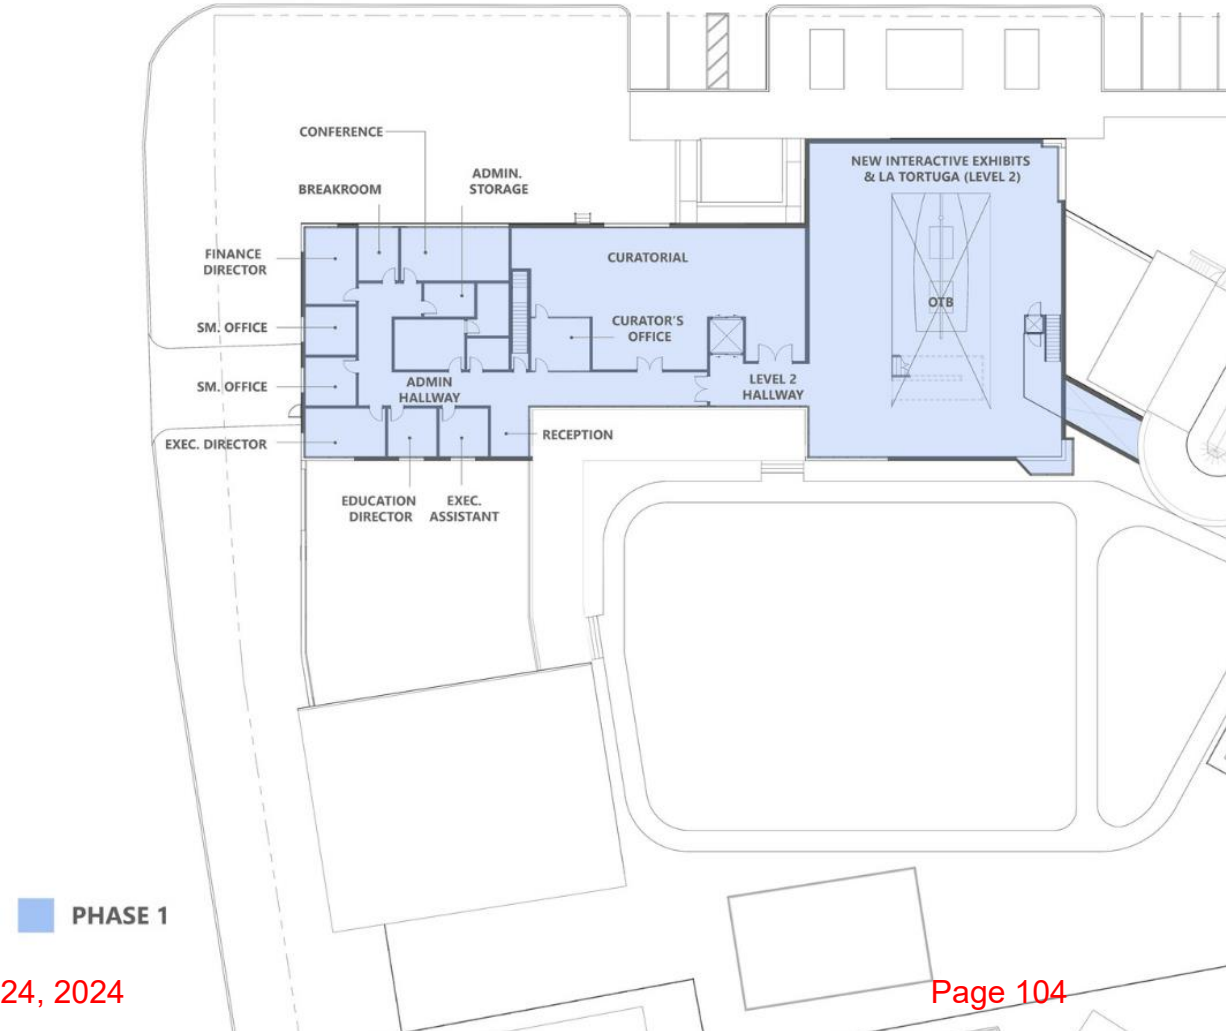 CONFERENCE
NEW INTERACTIVE EXHIBITS
& LA TORTUGA (LEVEL 2)
ADMIN.
STORAGE
BREAKROOM
FINANCE
DIRECTOR
CURATORIAL
OTB
SM. OFFICE
CURATOR'S
OFFICE
SM. OFFICE
ADMIN
HALLWAY
LEVEL 2
HALLWAY
EXEC. DIRECTOR
RECEPTION
EDUCATION
DIRECTOR
EXEC.
ASSISTANT
PHASE 1
24, 2024
Page 104